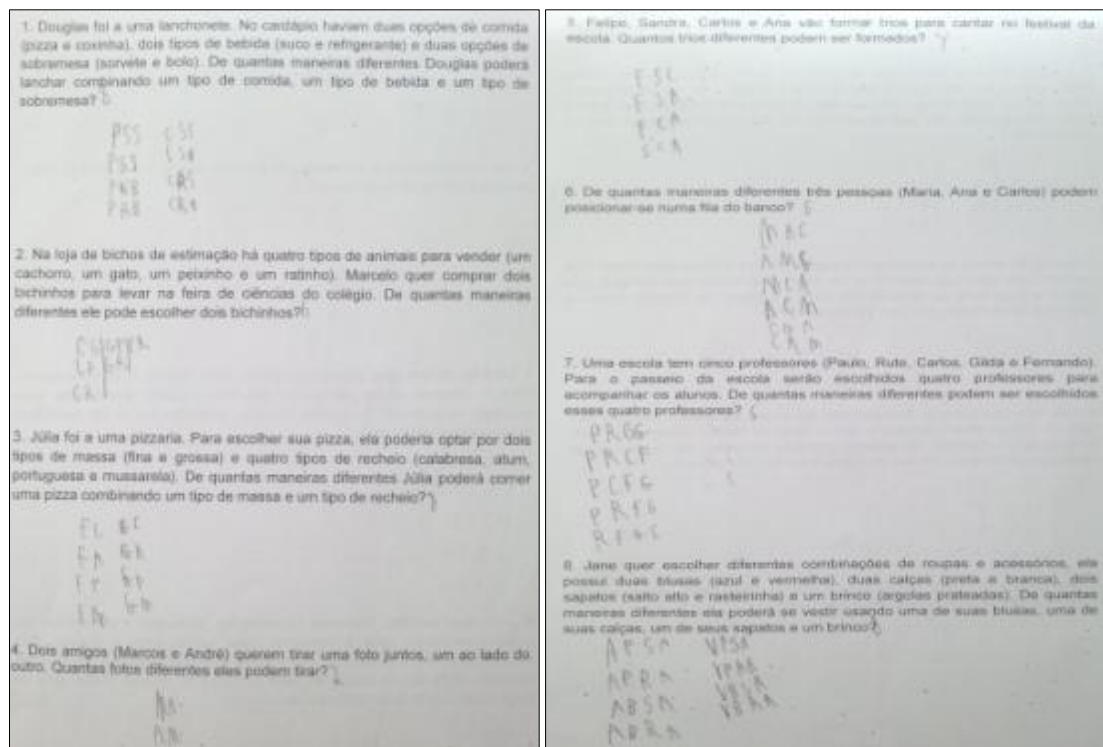 1. Douglas foi a uma lanchonete. No cardápio haviam duas opções de comida
(pizza e coxinha), dois tipos de bebida (suco e refrigerante) e duas opções de
sobremesa (sorvete e bolo). De quantas maneiras diferentes Douglas poderá
lanchar combinando um tipo de comida, um tipo de bebida e um tipo de
sobremesa?
PSS CSS
2. Na loja de bichos de estimação há quatro tipos de animais para vender (um
cachorro, um gato, um peixinho e um ratinho). Marcelo quer comprar dois
bichinhos para levar na feira de ciências do colégio. De quantas maneiras
diferentes ele pode escolher dois bichinhos?
3. Júlia foi a uma pizzaria. Para escolher sua pizza, ela poderia optar por dois
tipos de massa (fina e grossa) e quatro tipos de recheio (calabresa, atum,
portuguesa e mussarela). De quantas maneiras diferentes Júlia poderá comer
uma pizza combinando um tipo de massa e um tipo de recheio?
4. Dois amigos (Marcos e André) querem tirar uma foto juntos, um ao lado do
outro. Quantas fotos diferentes eles podem tirar?
5. Felipe, Sandra, Carlos e Ana vão formar trios para cantar no festival da
escola. Quantos trios diferentes podem ser formados?
FSC
FSA
FCA
SCA
6. De quantas maneiras diferentes três pessoas (Maria, Ana e Carlos) podem
posicionar-se numa fila do banco?
MAC
AMC
MCA
ACM
CMA
CAM
7. Uma escola tem cinco professores (Paulo, Rute, Carlos, Gilda e Fernando).
Para o passeio da escola serão escolhidos quatro professores para
acompanhar os alunos. De quantas maneiras diferentes podem ser escolhidos
esses quatro professores?
PRCF
PCFG
PRFG
8. Jane quer escolher diferentes combinações de roupas e acessórios, ela
possui duas blusas (azul e vermelha), duas calças (preta e branca), dois
sapatos (salto alto e rasteirinha) e um brinco (argolas prateadas). De quantas
maneiras diferentes ela poderá se vestir usando uma de suas blusas, uma de
suas calças, um de seus sapatos e um brinco?
APSA VPSA
APRA VPRA
ABSA VBSA
ABRA VBRA